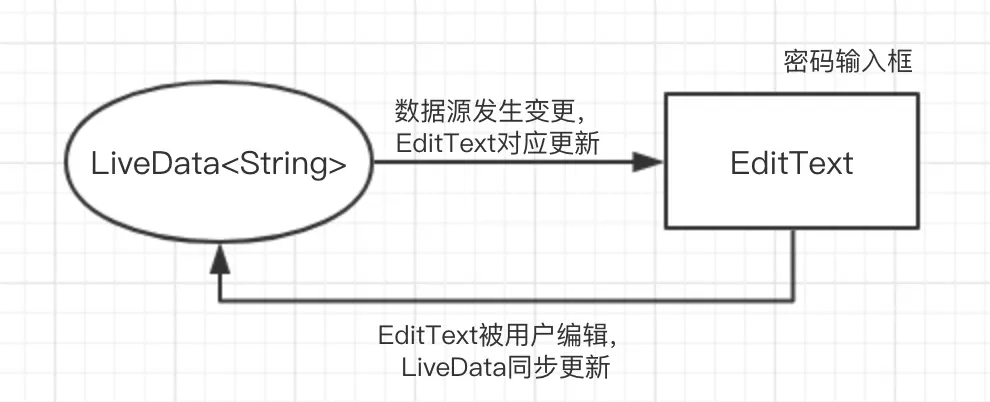 密码输入框
数据源发生变更，
EditText对应更新
LiveData<String>
EditText
EditText被用户编辑，
LiveData同步更新